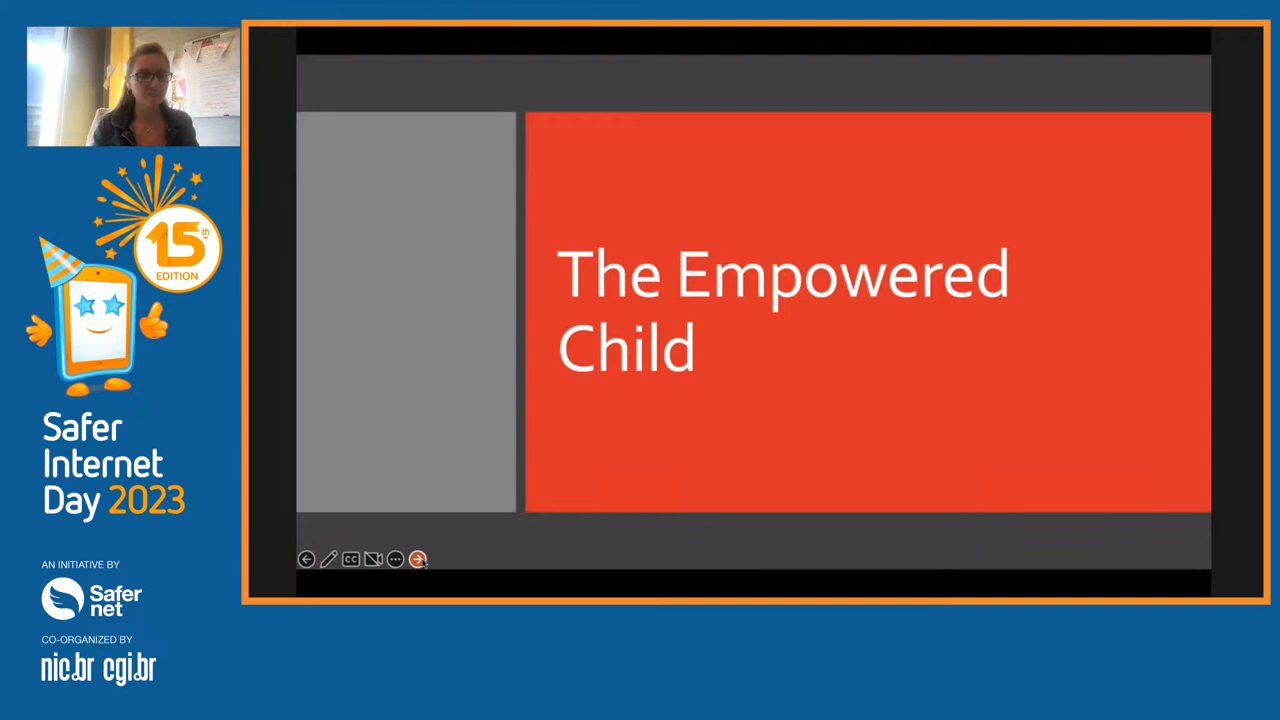 The Empowered
Child
15th
EDITION
Safer
Internet
Day 2023
AN INITIATIVE BY
Safer
net
CO-ORGANIZED BY
nic.br cgi.br
CC